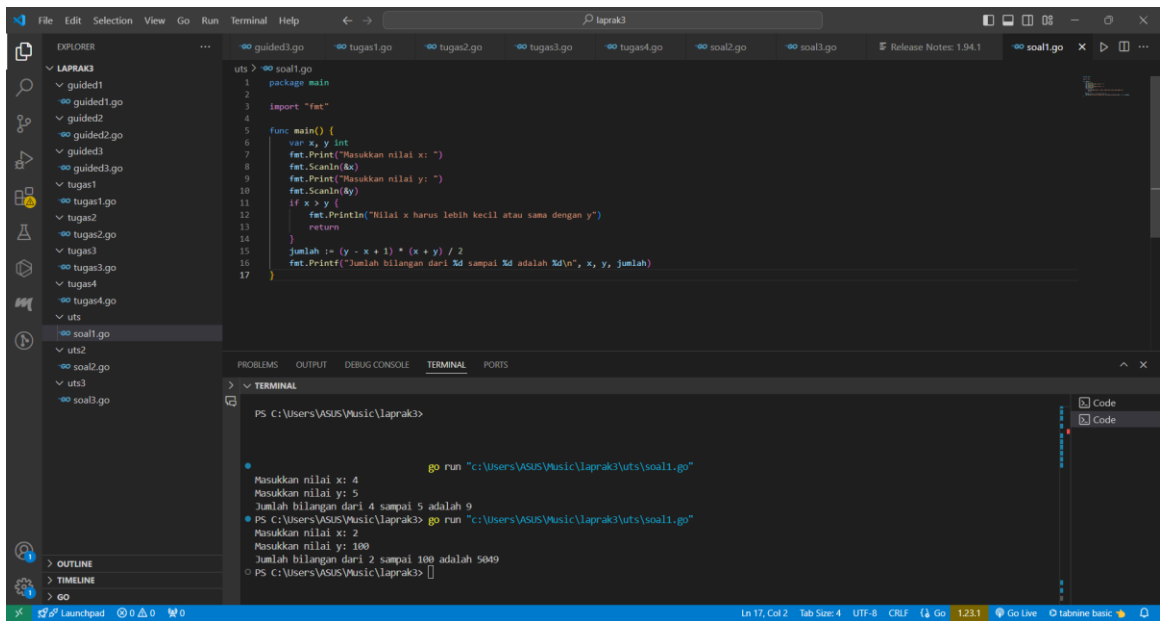 File Edit Selection View Go Run Terminal Help
laprak3
EXPLORER
guided3.go tugas1.go tugas2.go tugas3.go tugas4.go soal2.go soal3.go Release Notes: 1.94.1 soal1.go
LAPRAK3
guided1
guided1.go
guided2
guided2.go
guided3
guided3.go
tugas1
tugas1.go
tugas2
tugas2.go
tugas3
tugas3.go
tugas4
tugas4.go
uts
soal1.go
uts2
soal2.go
uts3
soal3.go
OUTLINE
TIMELINE
GO
uts > soal1.go
1 package main
2
3 import "fmt"
4
5 func main() {
6 var x, y int
7 fmt.Print("Masukkan nilai x: ")
8 fmt.Scanln(&x)
9 fmt.Print("Masukkan nilai y: ")
10 fmt.Scanln(&y)
11 if x > y {
12 fmt.Println("Nilai x harus lebih kecil atau sama dengan y")
13 return
14 }
15 jumlah := (y - x + 1) * (x + y) / 2
16 fmt.Printf("Jumlah bilangan dari %d sampai %d adalah %d\n", x, y, jumlah)
17 }
PROBLEMS OUTPUT DEBUG CONSOLE TERMINAL PORTS
TERMINAL
PS C:\Users\ASUS\Music\laprak3>
go run "c:\Users\ASUS\Music\laprak3\uts\soal1.go"
Masukkan nilai x: 4
Masukkan nilai y: 5
Jumlah bilangan dari 4 sampai 5 adalah 9
PS C:\Users\ASUS\Music\laprak3> go run "c:\Users\ASUS\Music\laprak3\uts\soal1.go"
Masukkan nilai x: 2
Masukkan nilai y: 100
Jumlah bilangan dari 2 sampai 100 adalah 5049
PS C:\Users\ASUS\Music\laprak3>
Code
Code
1
1
Launchpad 0 0 0 Ln 17, Col 2 Tab Size: 4 UTF-8 CRLF Go 1.23.1 Go Live tabnine basic